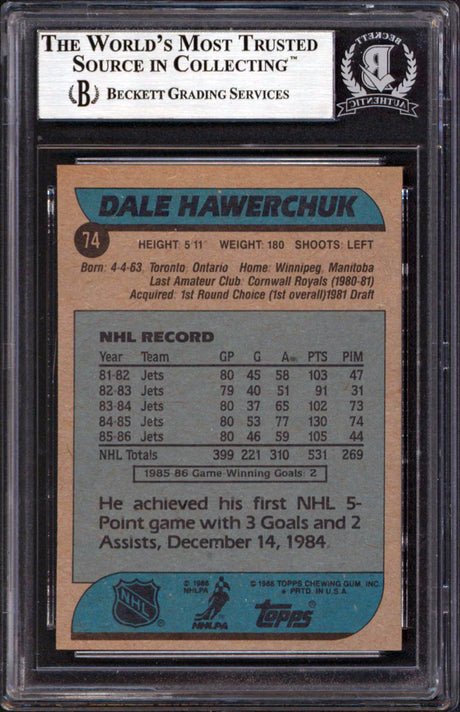 THE WORLD'S MOST TRUSTED
SOURCE IN COLLECTING™
B BECKETT GRADING SERVICES
B
BECKETT
AUTHENTIC
DALE HAWERCHUK
74
HEIGHT: 5'11" WEIGHT: 180 SHOOTS: LEFT
Born: 4-4-63, Toronto, Ontario Home: Winnipeg, Manitoba
Last Amateur Club: Cornwall Royals (1980-81)
Acquired: 1st Round Choice (1st overall)1981 Draft
NHL RECORD
Year Team GP G A PTS PIM
81-82 Jets 80 45 58 103 47
82-83 Jets 79 40 51 91 31
83-84 Jets 80 37 65 102 73
84-85 Jets 80 53 77 130 74
85-86 Jets 80 46 59 105 44
NHL Totals 399 221 310 531 269
1985-86 Game-Winning Goals: 2
He achieved his first NHL 5-
Point game with 3 Goals and 2
Assists, December 14, 1984.
NHL
© 1986
NHLPA
NHLPA
© 1986 TOPPS CHEWING GUM, INC.
PRTD. IN U.S.A.
topps